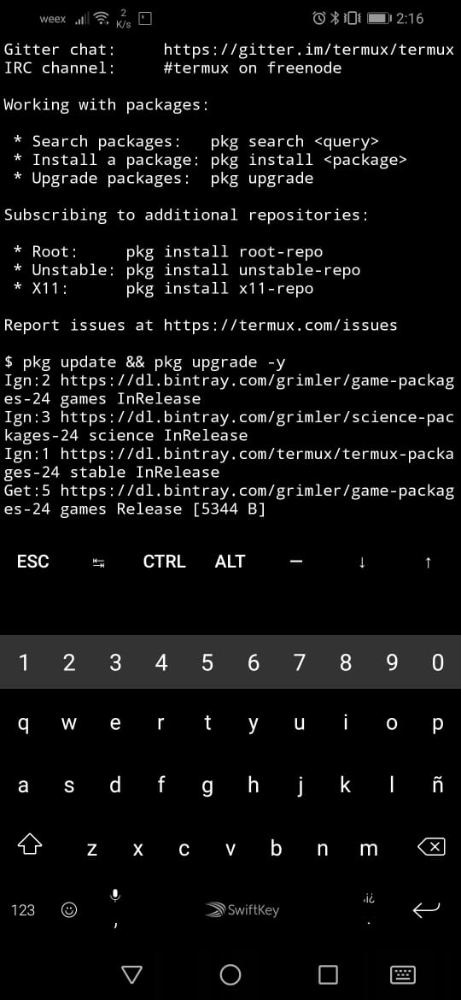 weex 2 K/s 2:16
Gitter chat: https://gitter.im/termux/termux
IRC channel: #termux on freenode
Working with packages:
* Search packages: pkg search <query>
* Install a package: pkg install <package>
* Upgrade packages: pkg upgrade
Subscribing to additional repositories:
* Root: pkg install root-repo
* Unstable: pkg install unstable-repo
* X11: pkg install x11-repo
Report issues at https://termux.com/issues
$ pkg update && pkg upgrade -y
Ign:2 https://dl.bintray.com/grimler/game-packag
es-24 games InRelease
Ign:3 https://dl.bintray.com/grimler/science-pac
kages-24 science InRelease
Ign:1 https://dl.bintray.com/termux/termux-packa
ges-24 stable InRelease
Get:5 https://dl.bintray.com/grimler/game-packag
es-24 games Release [5344 B]
ESC ↹ CTRL ALT — ↓ ↑
1 2 3 4 5 6 7 8 9 0
q w e r t y u i o p
a s d f g h j k l ñ
z x c v b n m
123 , SwiftKey ,¡¿ .